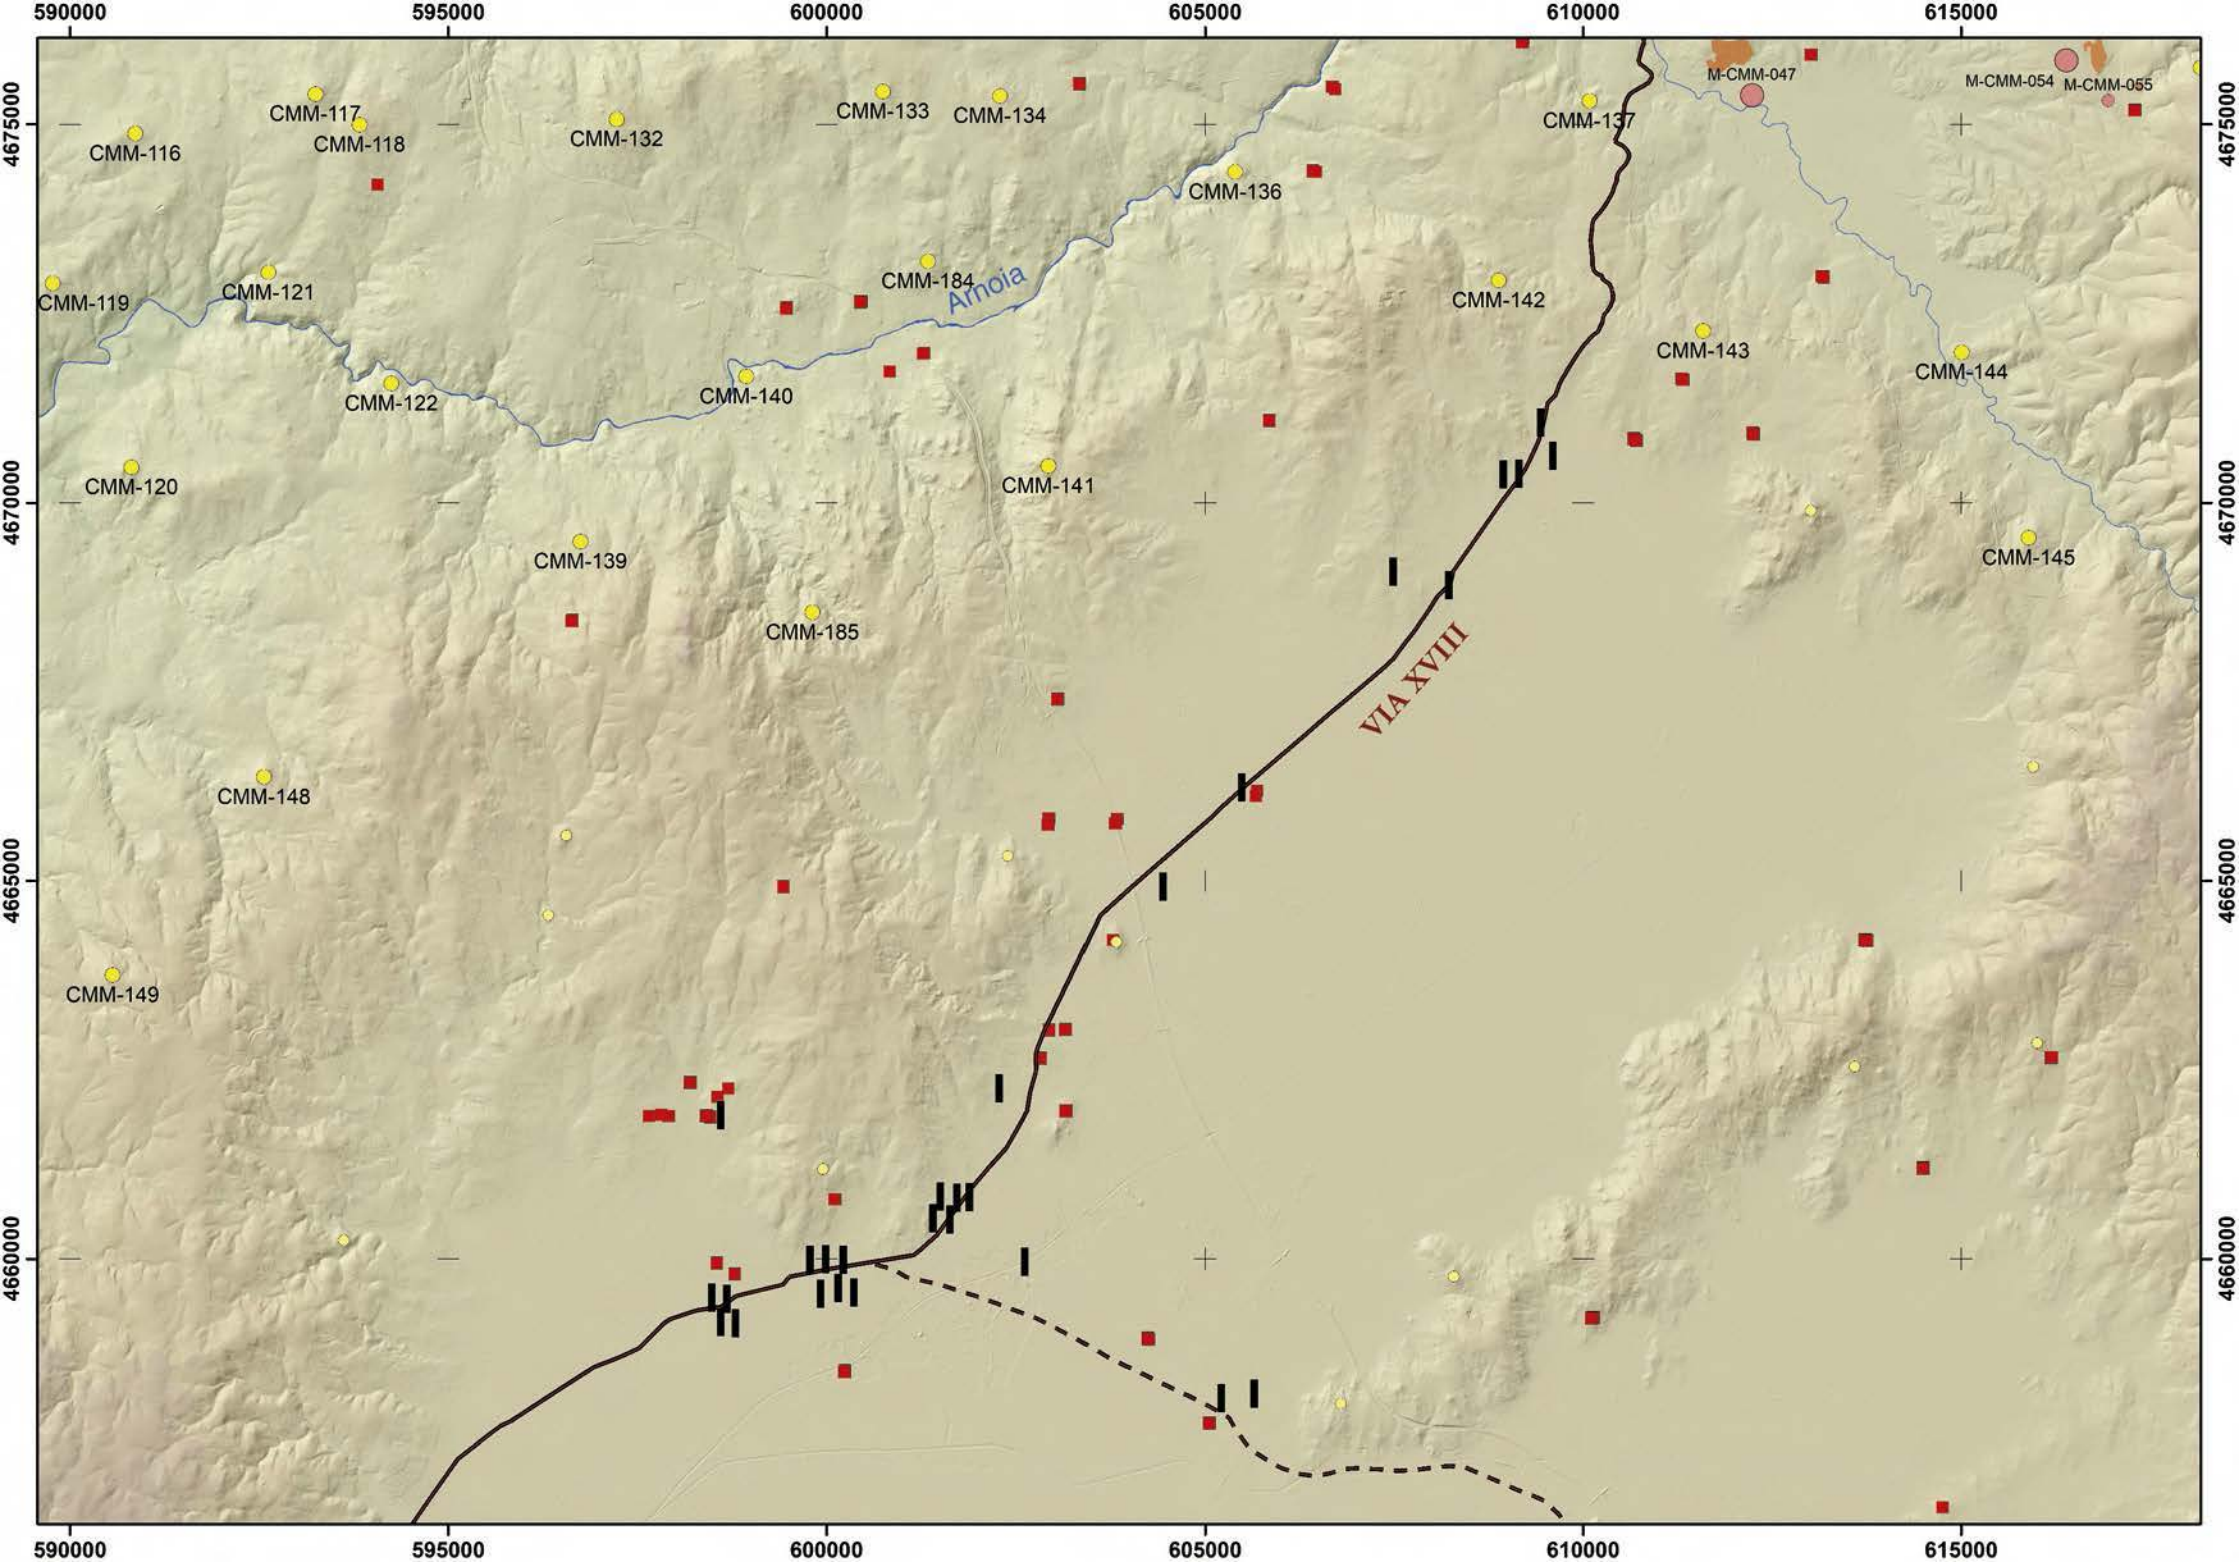 590000 595000 600000 605000 610000 615000
M-CMM-047
M-CMM-054
M-CMM-055
CMM-117
CMM-133
CMM-134
CMM-137
4675000
4675000
CMM-116
CMM-118
CMM-132
CMM-136
CMM-184
Arnoia
CMM-121
CMM-119
CMM-142
CMM-143
CMM-144
CMM-122
CMM-140
CMM-120
CMM-141
4670000
4670000
CMM-139
CMM-145
CMM-185
VIA XVIII
CMM-148
4665000
4665000
CMM-149
4660000
4660000
590000 595000 600000 605000 610000 615000